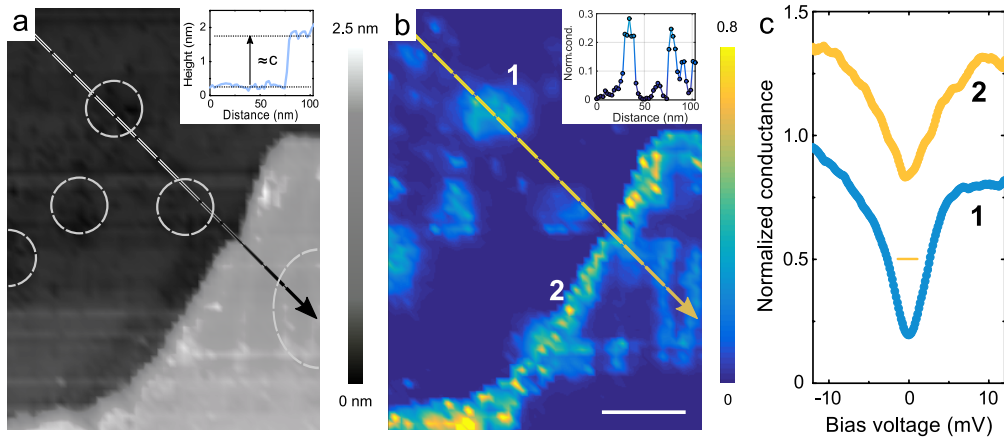 a
Height (nm)
2
1
0
≈C
0
50
100
Distance (nm)
2.5 nm
0 nm
b
1
2
Norm.cond.
0.3
0.2
0.1
0
0
50
100
Distance (nm)
0.8
0
c
Normalized conductance
1.5
1.0
0.5
0.0
2
1
-10
0
10
Bias voltage (mV)